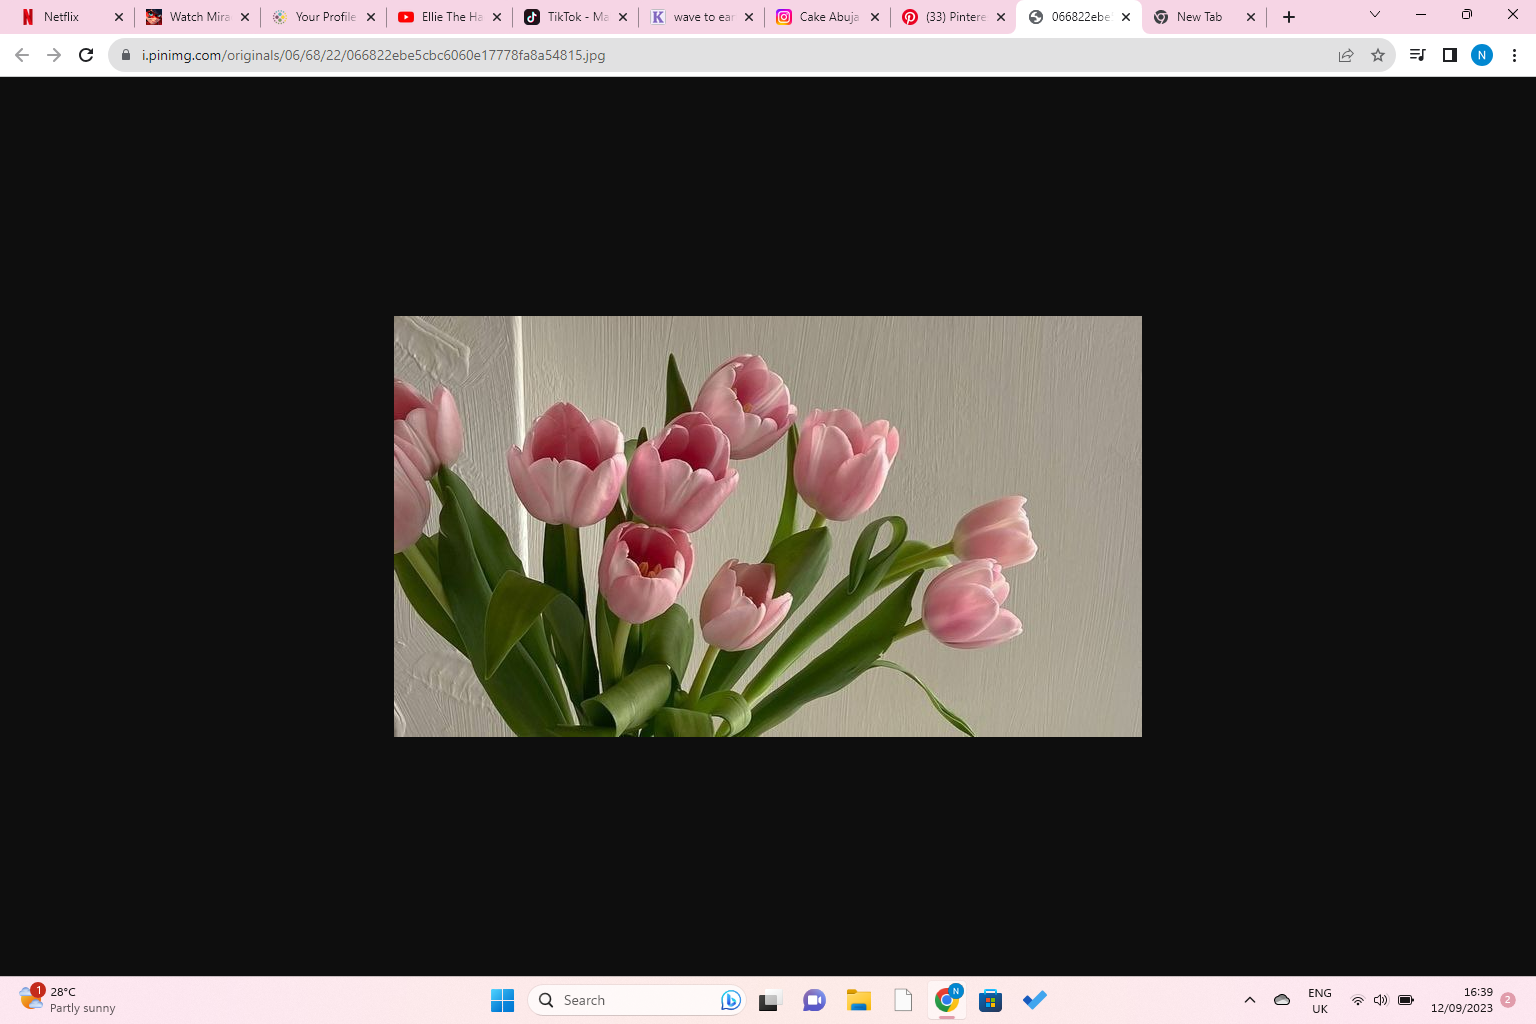 Netflix
Watch Mira
Your Profile
Ellie The Ha
TikTok - Ma
wave to ear
Cake Abuja
(33) Pintere
066822ebe5
New Tab
i.pinimg.com/originals/06/68/22/066822ebe5cbc6060e17778fa8a54815.jpg
N
1
28°C
Partly sunny
Search
N
ENG
UK
16:39
12/09/2023
2